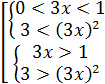 0 < 3x < 1
3 < (3x)²
3x > 1
3 > (3x)²